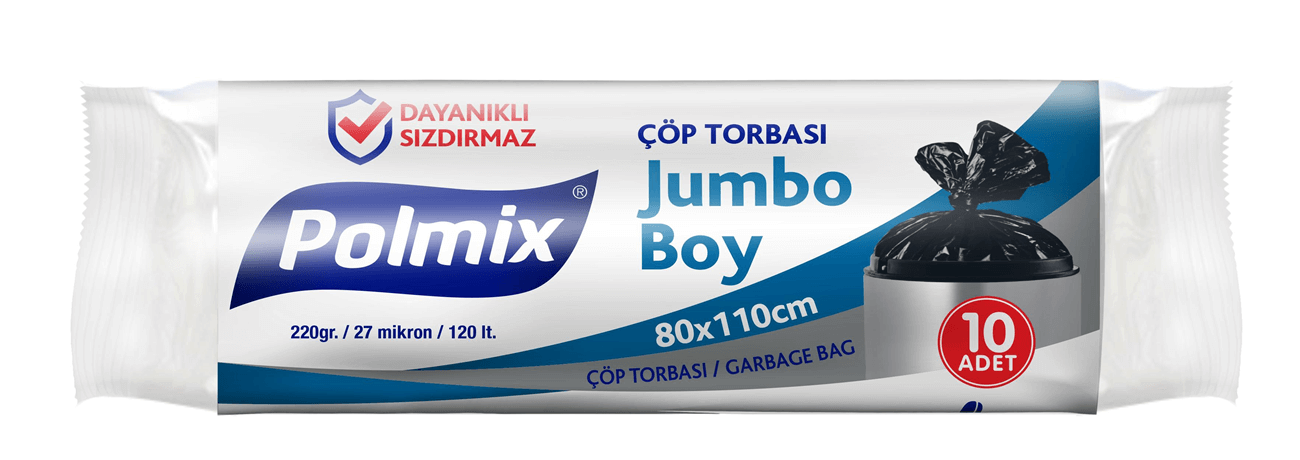 DAYANIKLI
SIZDIRMAZ
Polmix®
220gr. / 27 mikron / 120 lt.
ÇÖP TORBASI
Jumbo
Boy
80x110cm
ÇÖP TORBASI / GARBAGE BAG
10
ADET